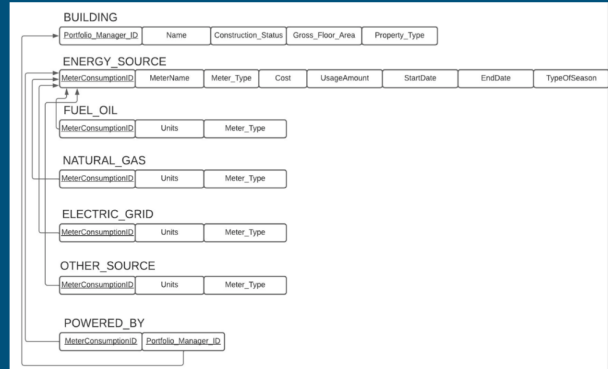 BUILDING
Portfolio_Manager_ID Name Construction_Status Gross_Floor_Area Property_Type
ENERGY_SOURCE
MeterConsumptionID MeterName Meter_Type Cost UsageAmount StartDate EndDate TypeOfSeason
FUEL_OIL
MeterConsumptionID Units Meter_Type
NATURAL_GAS
MeterConsumptionID Units Meter_Type
ELECTRIC_GRID
MeterConsumptionID Units Meter_Type
OTHER_SOURCE
MeterConsumptionID Units Meter_Type
POWERED_BY
MeterConsumptionID Portfolio_Manager_ID